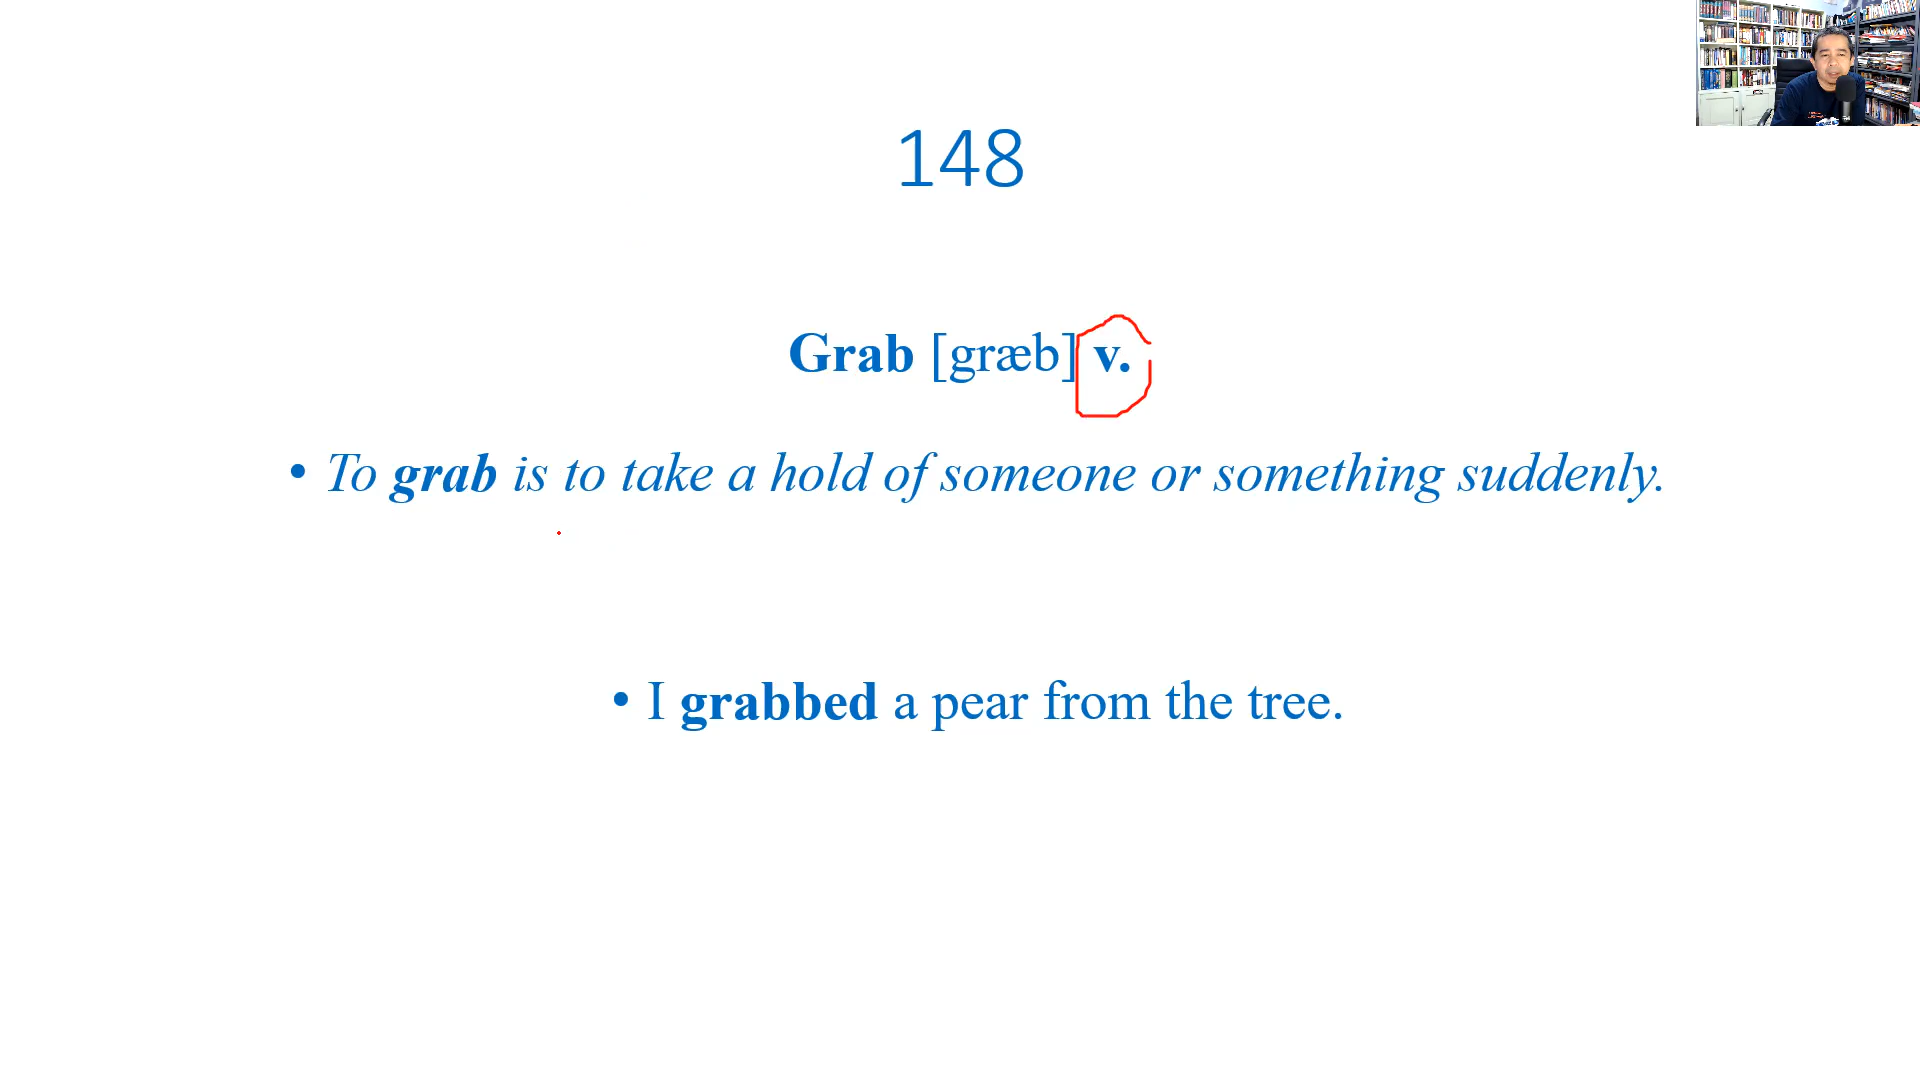 148
Grab [græb] v.
• To grab is to take a hold of someone or something suddenly.
• I grabbed a pear from the tree.